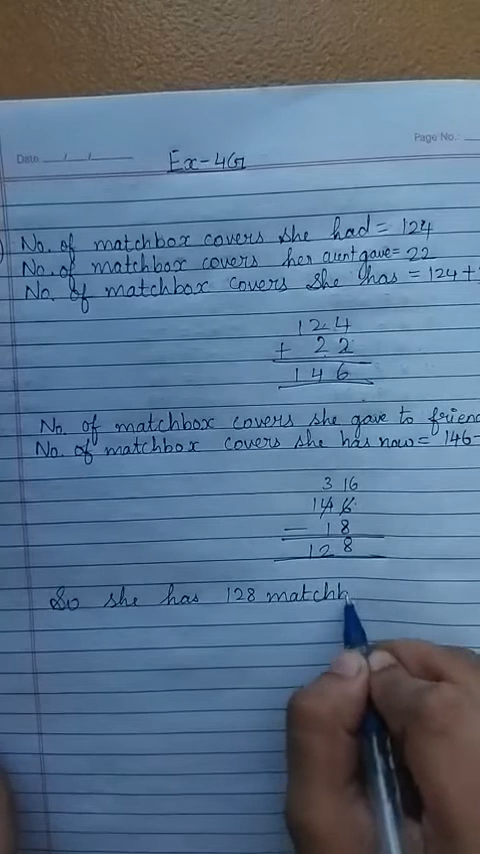 Page No.:
Date / /
Ex-4G
No. of matchbox covers she had = 124
No. of matchbox covers her aunt gave = 22
No. of matchbox covers she has = 124 +
124
+ 22
146
No. of matchbox covers she gave to
No. of matchbox covers she has now = 146 -
3 16
146
- 18
128
So she has 128 matchb